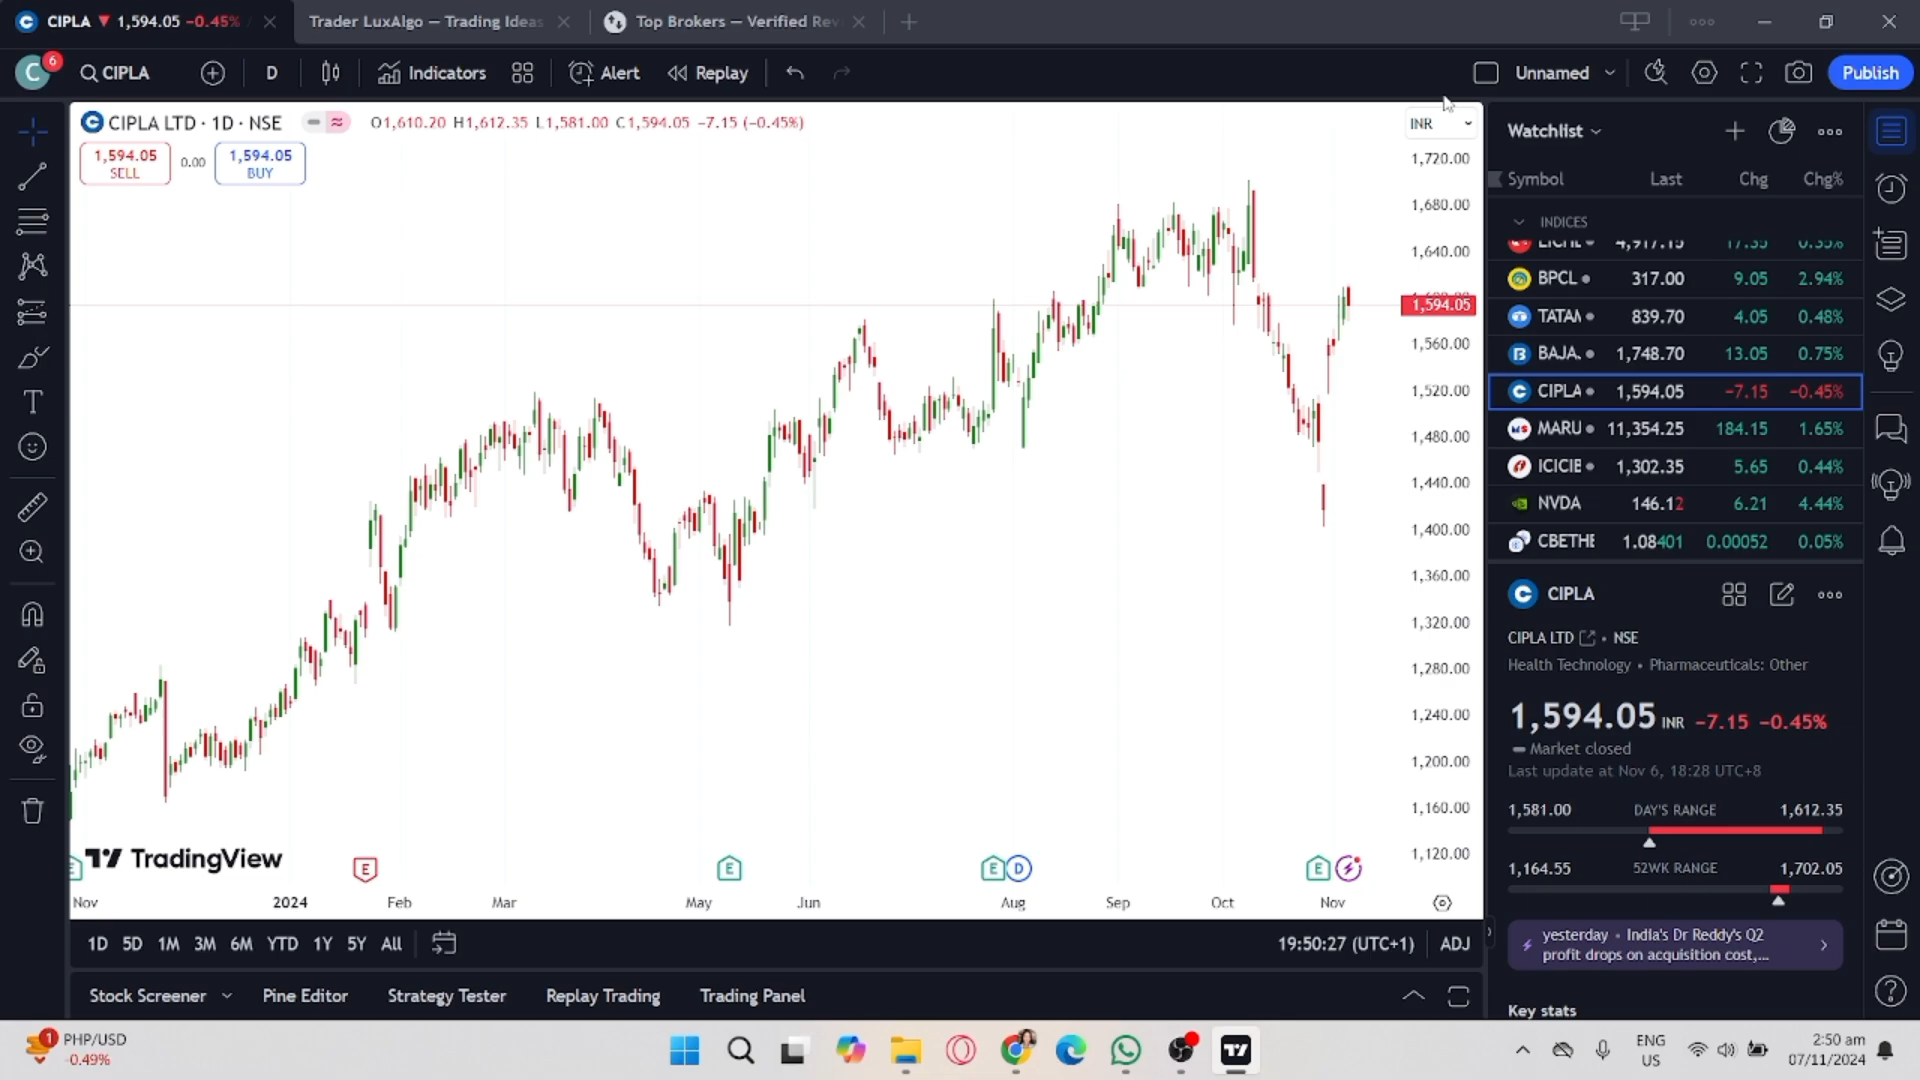 CIPLA ▼ 1,594.05 −0.45%
Trader LuxAlgo — Trading Ideas
Top Brokers — Verified Rev
C 6 CIPLA D Indicators Alert Replay Unnamed Publish
CIPLA LTD · 1D · NSE O1,610.20 H1,612.35 L1,581.00 C1,594.05 −7.15 (−0.45%)
1,594.05 SELL
0.00
1,594.05 BUY
INR
1,720.00
1,680.00
1,640.00
1,594.05
1,560.00
1,520.00
1,480.00
1,440.00
1,400.00
1,360.00
1,320.00
1,280.00
1,240.00
1,200.00
1,160.00
1,120.00
TradingView
E E E E D E
Nov 2024 Feb Mar May Jun Aug Sep Oct Nov
1D 5D 1M 3M 6M YTD 1Y 5Y All 19:50:27 (UTC+1) ADJ
Stock Screener Pine Editor Strategy Tester Replay Trading Trading Panel
Watchlist
Symbol Last Chg Chg%
INDICES
4,917.15 17.35 0.35%
BPCL 317.00 9.05 2.94%
TATAM 839.70 4.05 0.48%
BAJA. 1,748.70 13.05 0.75%
CIPLA 1,594.05 −7.15 −0.45%
MARU 11,354.25 184.15 1.65%
ICICIB 1,302.35 5.65 0.44%
NVDA 146.12 6.21 4.44%
CBETHE 1.08401 0.00052 0.05%
CIPLA
CIPLA LTD • NSE
Health Technology • Pharmaceuticals: Other
1,594.05 INR −7.15 −0.45%
Market closed
Last update at Nov 6, 18:28 UTC+8
1,581.00 DAY'S RANGE 1,612.35
1,164.55 52WK RANGE 1,702.05
yesterday • India's Dr Reddy's Q2
profit drops on acquisition cost,…
Key stats
1 PHP/USD
-0.49%
ENG
US
2:50 am
07/11/2024